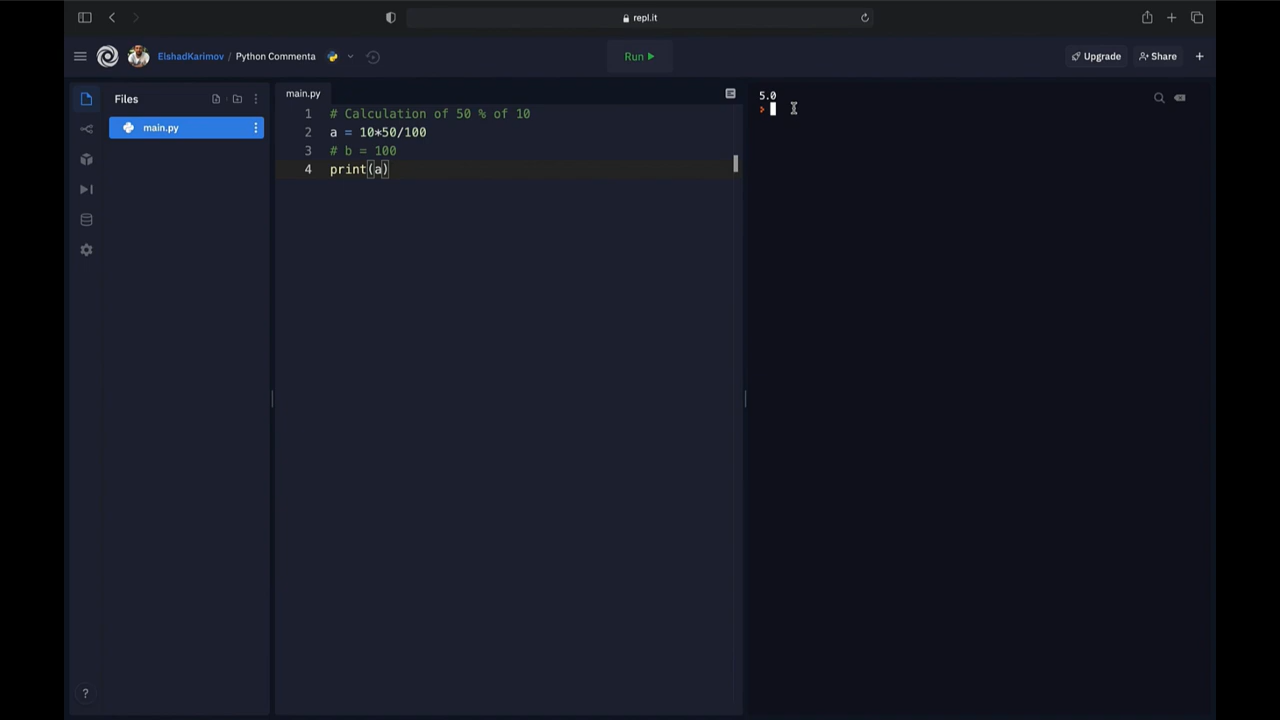 repl.it
ElshadKarimov / Python Commenta
Run
Upgrade
Share
Files
main.py
main.py
1 # Calculation of 50 % of 10
2 a = 10*50/100
3 # b = 100
4 print(a)
5.0
>
?